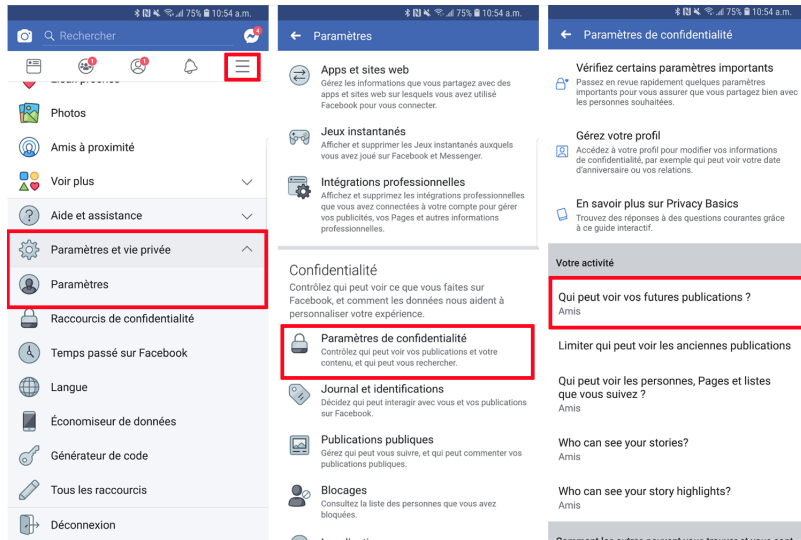 75% 10:54 a.m.
Rechercher
4
Photos
Amis à proximité
Voir plus
Aide et assistance
Paramètres et vie privée
Paramètres
Raccourcis de confidentialité
Temps passé sur Facebook
Langue
Économiseur de données
Générateur de code
Tous les raccourcis
Déconnexion
75% 10:54 a.m.
Paramètres
Apps et sites web
Gérez les informations que vous partagez avec des
apps et sites web sur lesquels vous avez utilisé
Facebook pour vous connecter.
Jeux instantanés
Afficher et supprimer les Jeux instantanés auxquels
vous avez joué sur Facebook et Messenger.
Intégrations professionnelles
Affichez et supprimez les intégrations professionnelles
que vous avez connectées à votre compte pour gérer
vos publicités, vos Pages et autres informations
professionnelles.
Confidentialité
Contrôlez qui peut voir ce que vous faites sur
Facebook, et comment les données nous aident à
personnaliser votre expérience.
Paramètres de confidentialité
Contrôlez qui peut voir vos publications et votre
contenu, et qui peut vous rechercher.
Journal et identifications
Décidez qui peut interagir avec vous et vos publications
sur Facebook.
Publications publiques
Gérez qui peut vous suivre, et qui peut commenter vos
publications publiques.
Blocages
Consultez la liste des personnes que vous avez
bloquées.
75% 10:54 a.m.
Paramètres de confidentialité
Vérifiez certains paramètres importants
Passez en revue rapidement quelques paramètres
importants pour vous assurer que vous partagez bien avec
les personnes souhaitées.
Gérez votre profil
Accédez à votre profil pour modifier vos informations
de confidentialité, par exemple qui peut voir votre date
d'anniversaire ou vos relations.
En savoir plus sur Privacy Basics
Trouvez des réponses à des questions courantes grâce
à ce guide interactif.
Votre activité
Qui peut voir vos futures publications ?
Amis
Limiter qui peut voir les anciennes publications
Qui peut voir les personnes, Pages et listes
que vous suivez ?
Amis
Who can see your stories?
Amis
Who can see your story highlights?
Amis